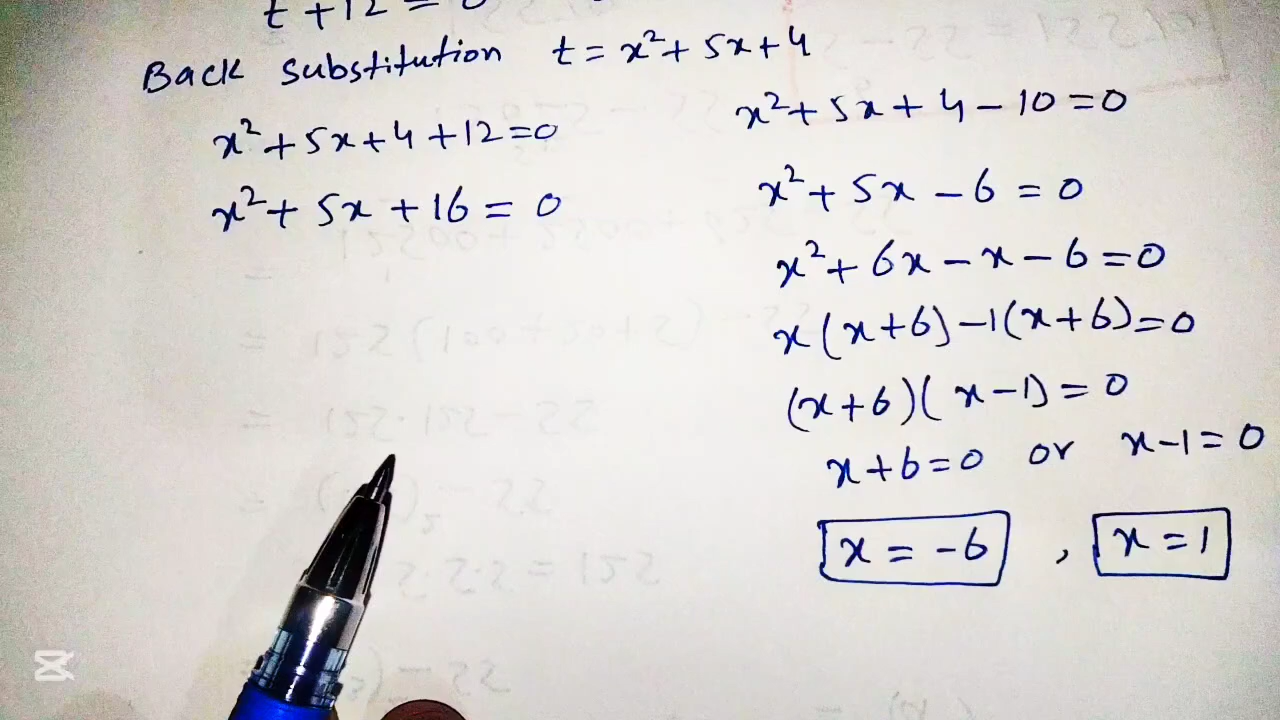 t + 12 = 0
Back substitution t = x² + 5x + 4
x² + 5x + 4 + 12 = 0
x² + 5x + 16 = 0
x² + 5x + 4 - 10 = 0
x² + 5x - 6 = 0
x² + 6x - x - 6 = 0
x(x+6) - 1(x+6) = 0
(x+6)(x-1) = 0
x+6=0 or x-1=0
x = -6 , x = 1